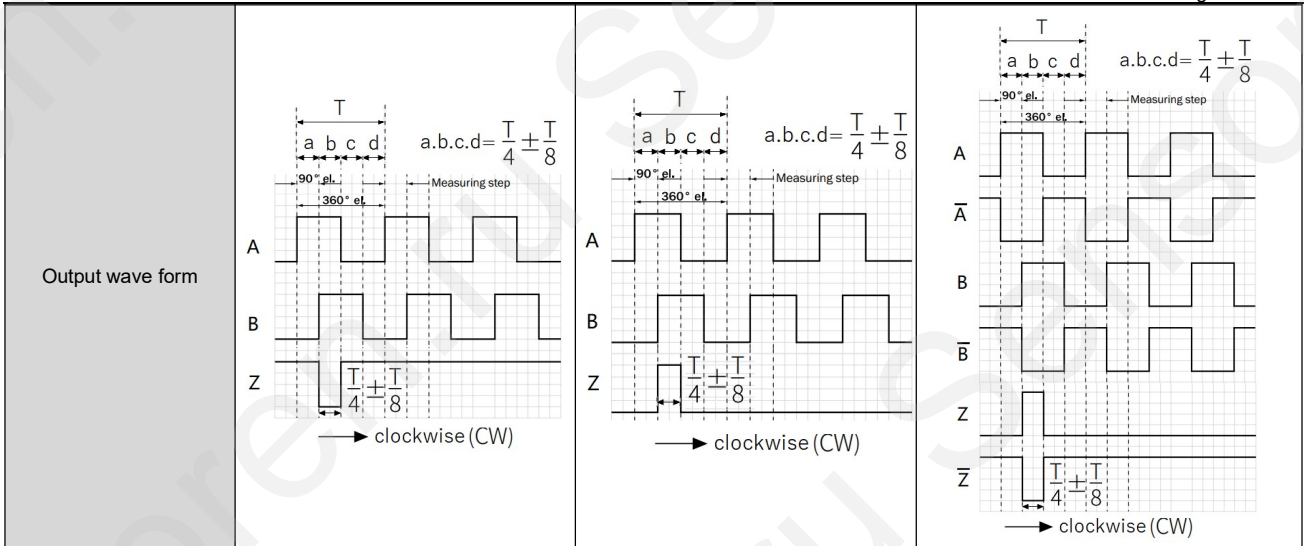 Output wave form
T
a b c d
a.b.c.d= T/4 ± T/8
90° el.
Measuring step
360° el.
A
B
Z
T/4 ± T/8
clockwise (CW)
T
a b c d
a.b.c.d= T/4 ± T/8
90° el.
Measuring step
360° el.
A
B
Z
T/4 ± T/8
clockwise (CW)
T
a b c d
a.b.c.d= T/4 ± T/8
90° el.
Measuring step
360° el.
A
A̅
B
B̅
Z
Z̅
T/4 ± T/8
clockwise (CW)